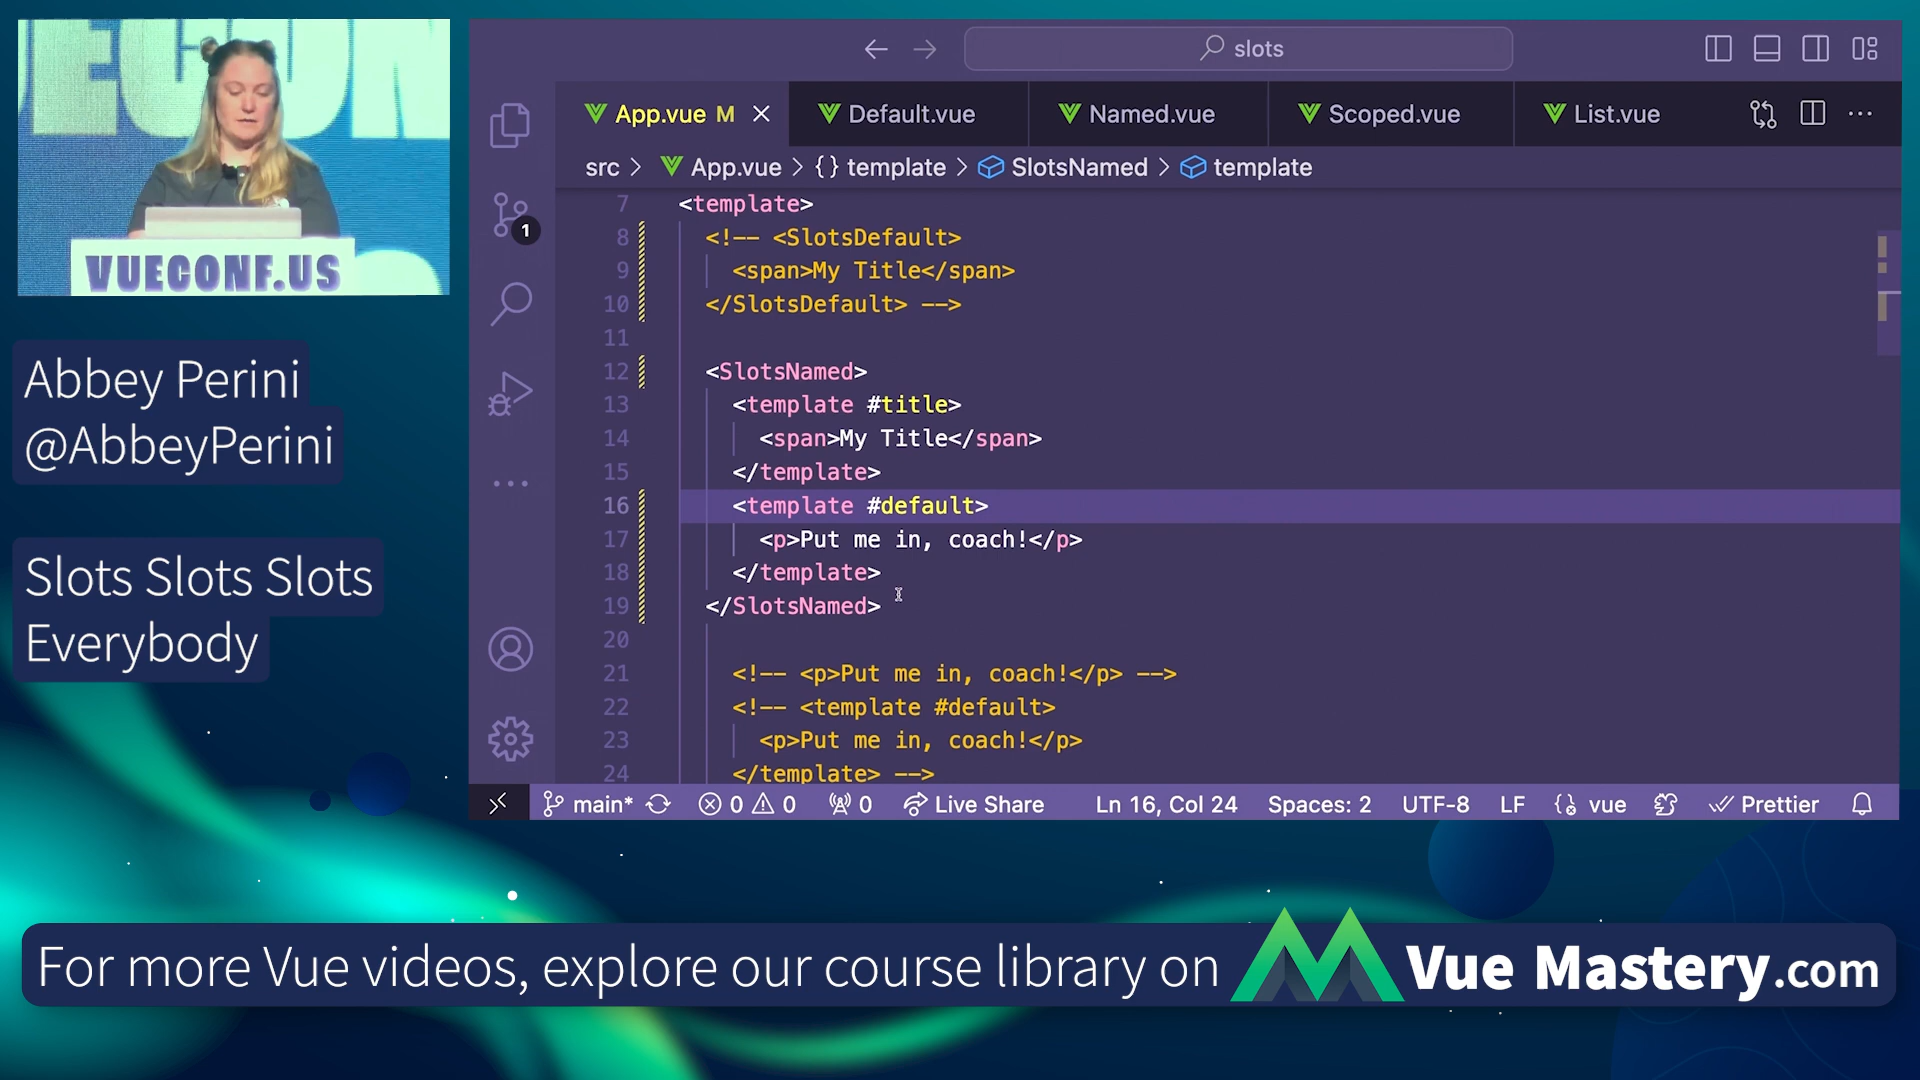 VUECONF.US
Abbey Perini
@AbbeyPerini
Slots Slots Slots
Everybody
slots
App.vue M
Default.vue
Named.vue
Scoped.vue
List.vue
src > App.vue > {} template > SlotsNamed > template
1
7 <template>
8 <!-- <SlotsDefault>
9 <span>My Title</span>
10 </SlotsDefault> -->
11
12 <SlotsNamed>
13 <template #title>
14 <span>My Title</span>
15 </template>
16 <template #default>
17 <p>Put me in, coach!</p>
18 </template>
19 </SlotsNamed>
20
21 <!-- <p>Put me in, coach!</p> -->
22 <!-- <template #default>
23 <p>Put me in, coach!</p>
24 </template> -->
main* 0 0 0 Live Share Ln 16, Col 24 Spaces: 2 UTF-8 LF vue Prettier
For more Vue videos, explore our course library on Vue Mastery.com